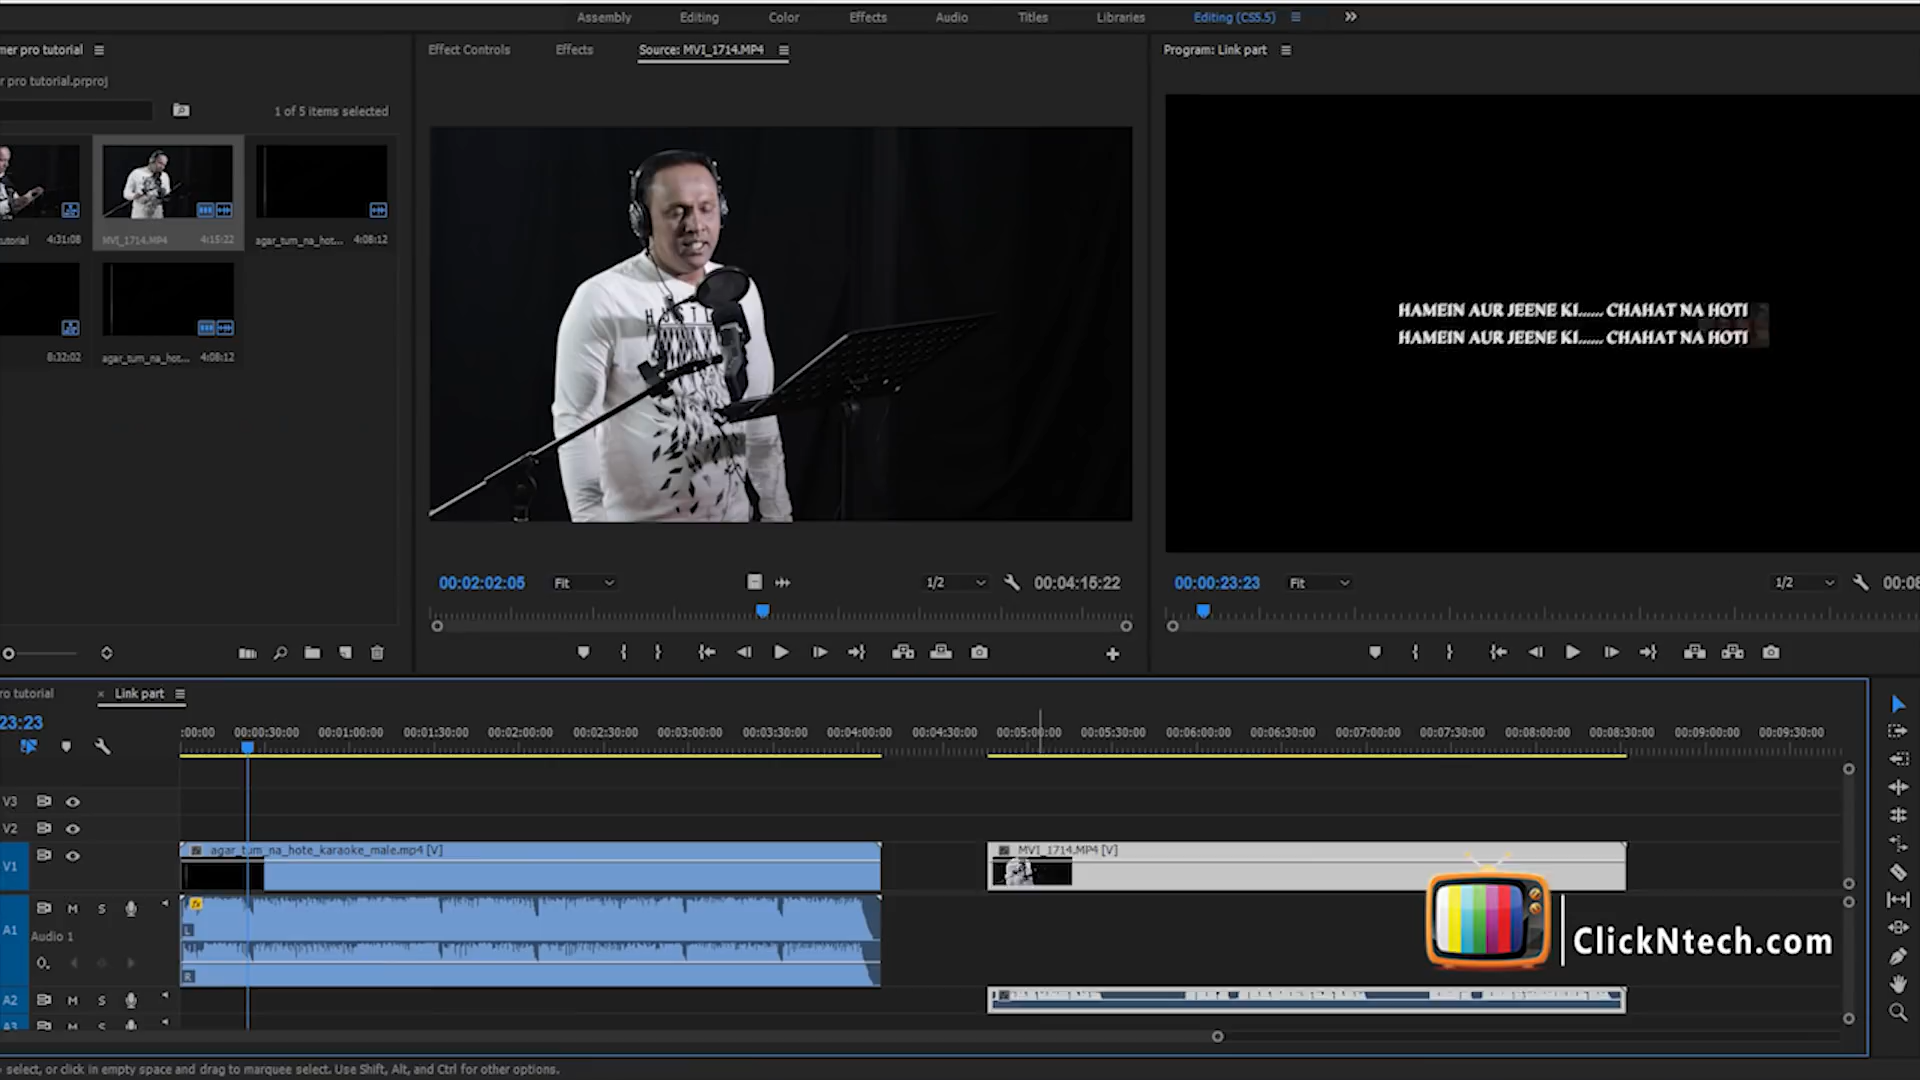 Assembly Editing Color Effects Audio Titles Libraries Editing (CS5.5)
mer pro tutorial
Effect Controls Effects Source: MVI_1714.MP4
Program: Link part
r pro tutorial.prproj
1 of 5 items selected
utorial 4:31:08
MVI_1714.MP4 4:15:22
agar_tum_na_hot... 4:08:12
8:32:02
agar_tum_na_hot... 4:08:12
HUSTL
HAMEIN AUR JEENE KI...... CHAHAT NA HOTI
HAMEIN AUR JEENE KI...... CHAHAT NA HOTI
00:02:02:05 Fit 1/2 00:04:15:22
00:00:23:23 Fit 1/2 00:08
ro tutorial × Link part
23:23
:00:00 00:00:30:00 00:01:00:00 00:01:30:00 00:02:00:00 00:02:30:00 00:03:00:00 00:03:30:00 00:04:00:00 00:04:30:00 00:05:00:00 00:05:30:00 00:06:00:00 00:06:30:00 00:07:00:00 00:07:30:00 00:08:00:00 00:08:30:00 00:09:00:00 00:09:30:00
V3
V2
V1
agar_tum_na_hote_karaoke_male.mp4 [V]
MVI_1714.MP4 [V]
A1 M S
Audio 1
L
R
ClickNtech.com
A2 M S
A3 M S
select, or click in empty space and drag to marquee select. Use Shift, Alt, and Ctrl for other options.